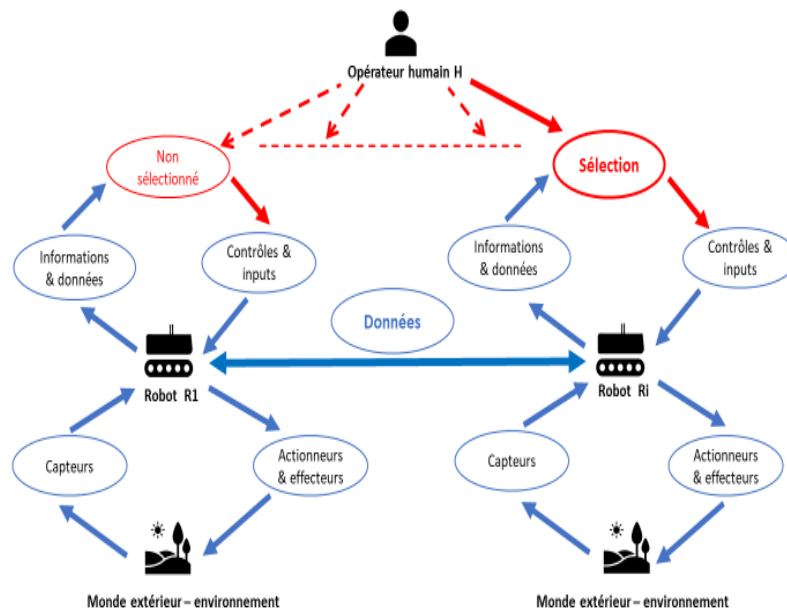 Opérateur humain H
Non
sélectionné
Sélection
Informations
& données
Contrôles &
inputs
Informations
& données
Contrôles &
inputs
Données
Robot R1
Robot Ri
Capteurs
Actionneurs
& effecteurs
Capteurs
Actionneurs
& effecteurs
Monde extérieur – environnement
Monde extérieur – environnement